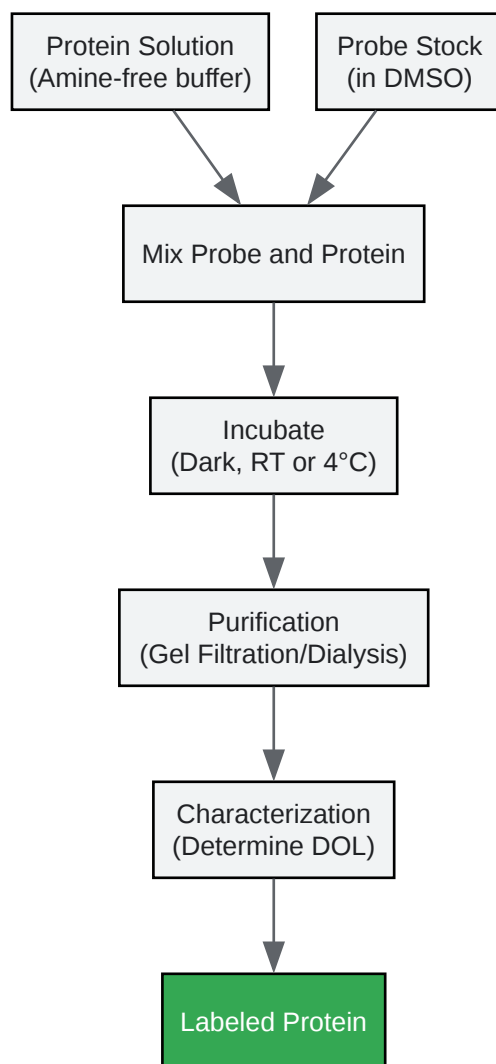 Protein Solution
(Amine-free buffer)
Probe Stock
(in DMSO)
Mix Probe and Protein
Incubate
(Dark, RT or 4°C)
Purification
(Gel Filtration/Dialysis)
Characterization
(Determine DOL)
Labeled Protein